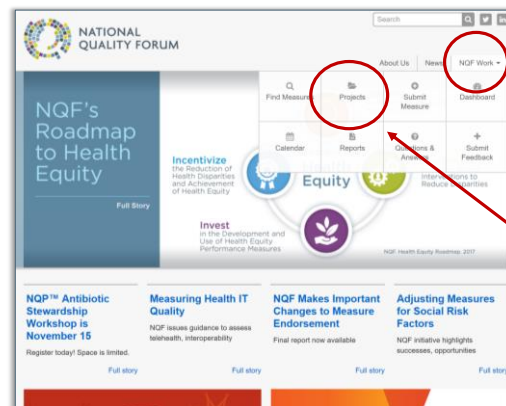 NATIONAL
QUALITY FORUM
Search
in
About Us News NQF Work
Find Measures Projects Submit Measure Dashboard
Calendar Reports Questions & Answers Submit Feedback
NQF's
Roadmap
to Health
Equity
Full Story
Incentivize
the Reduction of
Health Disparities
and Achievement
of Health Equity
Equity
Interventions to
Reduce Disparities
Invest
in the Development and
Use of Health Equity
Performance Measures
NQF Health Equity Roadmap, 2017
NQP™ Antibiotic
Stewardship
Workshop is
November 15
Register today! Space is limited.
Full story
Measuring Health IT
Quality
NQF issues guidance to assess
telehealth, interoperability
Full story
NQF Makes Important
Changes to Measure
Endorsement
Final report now available
Full story
Adjusting Measures
for Social Risk
Factors
NQF initiative highlights
successes, opportunities
Full story